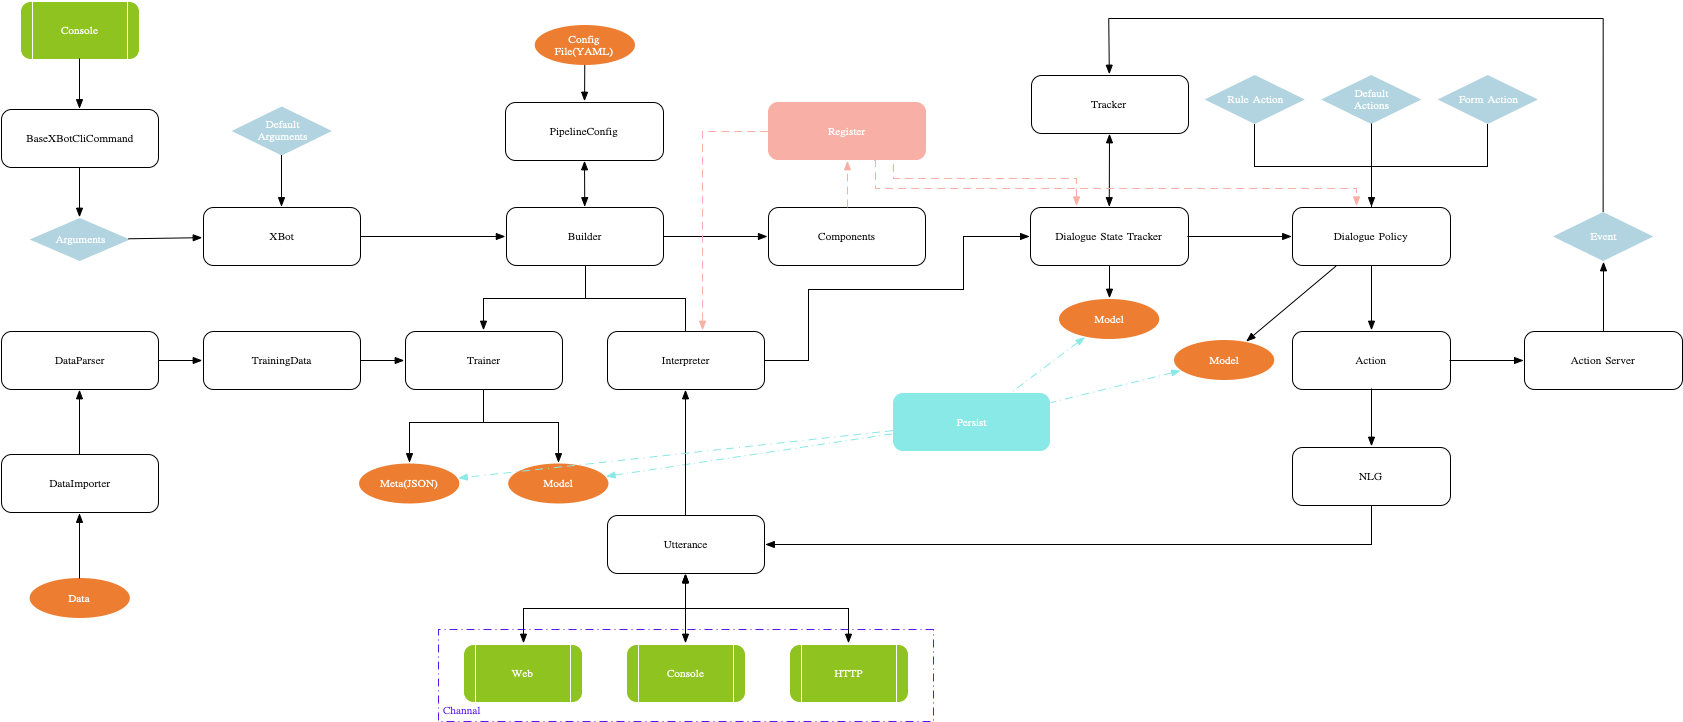 Console
Config
File(YAML)
Tracker
Rule Action
Default
Actions
Form Action
BaseXBotCliCommand
Default
Arguments
PipelineConfig
Register
Arguments
XBot
Builder
Components
Dialogue State Tracker
Dialogue Policy
Event
Model
DataParser
TrainingData
Trainer
Interpreter
Model
Action
Action Server
Persist
DataImporter
Meta(JSON)
Model
NLG
Utterance
Data
Web
Console
HTTP
Channal